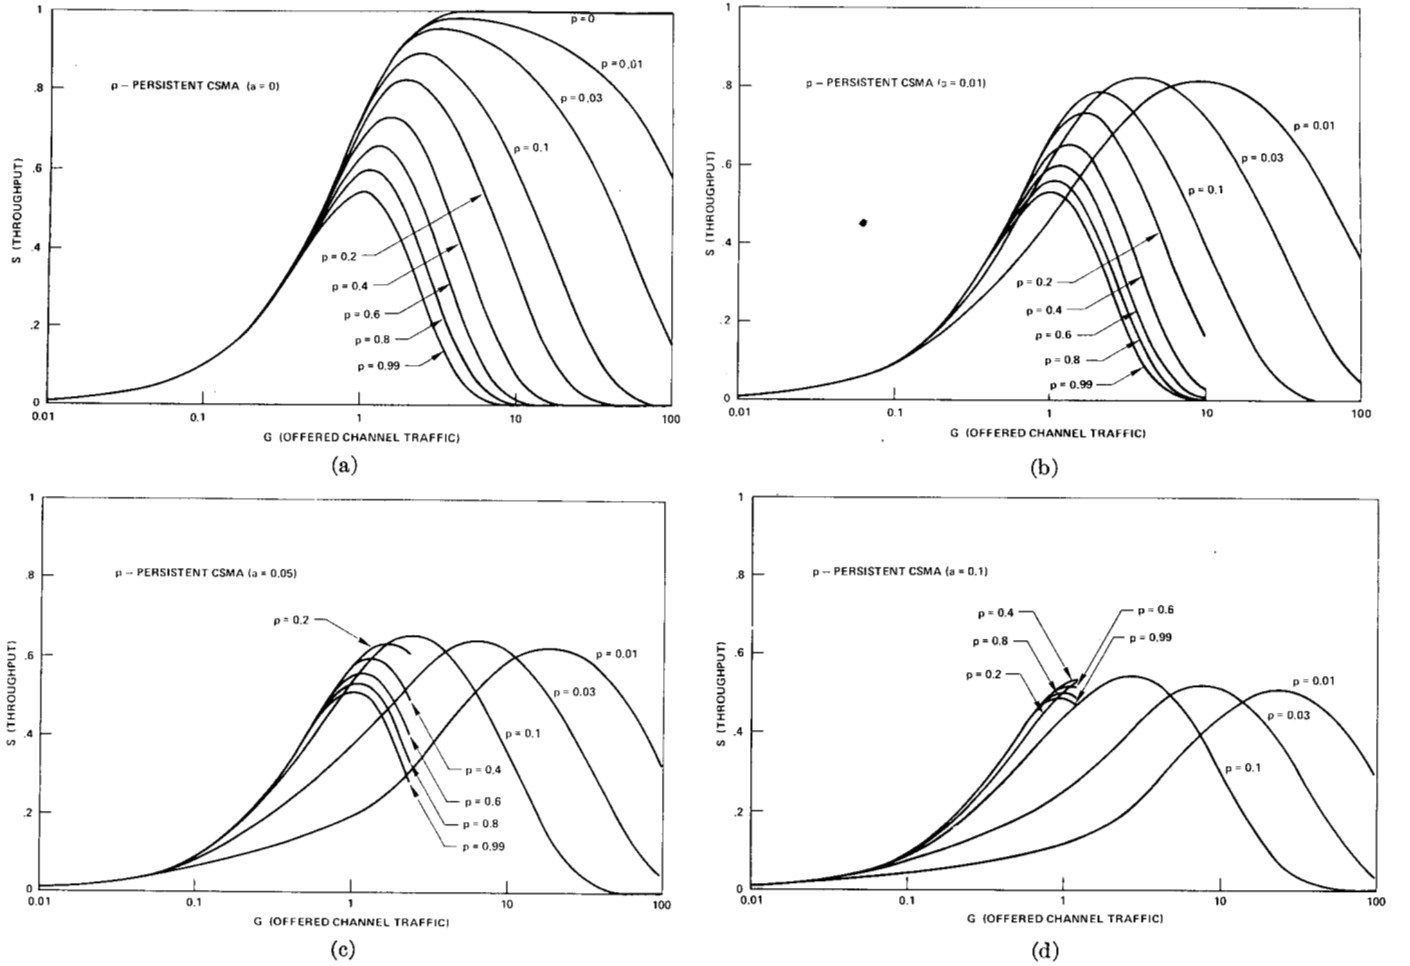 1
p – PERSISTENT CSMA (a = 0)
p = 0
p = 0.01
p = 0.03
p = 0.1
p = 0.2
p = 0.4
p = 0.6
p = 0.8
p = 0.99
.8
.6
.4
.2
0
S (THROUGHPUT)
0.01 0.1 1 10 100
G (OFFERED CHANNEL TRAFFIC)
(a)
1
p – PERSISTENT CSMA (a = 0.01)
p = 0.01
p = 0.03
p = 0.1
p = 0.2
p = 0.4
p = 0.6
p = 0.8
p = 0.99
.8
.6
.4
.2
0
S (THROUGHPUT)
0.01 0.1 1 10 100
G (OFFERED CHANNEL TRAFFIC)
(b)
1
p – PERSISTENT CSMA (a = 0.05)
p = 0.2
p = 0.01
p = 0.03
p = 0.1
p = 0.4
p = 0.6
p = 0.8
p = 0.99
.8
.6
.4
.2
0
S (THROUGHPUT)
0.01 0.1 1 10 100
G (OFFERED CHANNEL TRAFFIC)
(c)
1
p – PERSISTENT CSMA (a = 0.1)
p = 0.4
p = 0.6
p = 0.8
p = 0.99
p = 0.2
p = 0.01
p = 0.03
p = 0.1
.8
.6
.4
.2
0
S (THROUGHPUT)
0.01 0.1 1 10 100
G (OFFERED CHANNEL TRAFFIC)
(d)